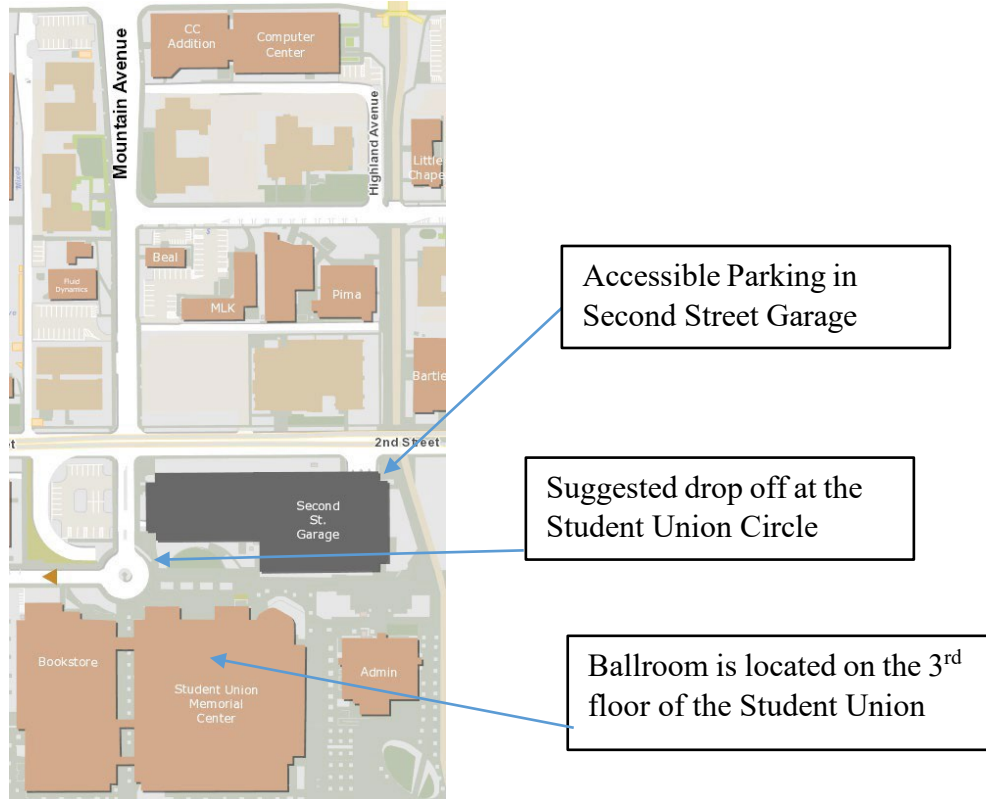 CC
Addition
Computer
Center
Mountain Avenue
Highland Avenue
Little
Chape
Beal
Fluid
Dynamics
MLK
Pima
Bartle
et
2nd Street
Second
St.
Garage
Bookstore
Student Union
Memorial
Center
Admin
Accessible Parking in
Second Street Garage
Suggested drop off at the
Student Union Circle
Ballroom is located on the 3rd
floor of the Student Union